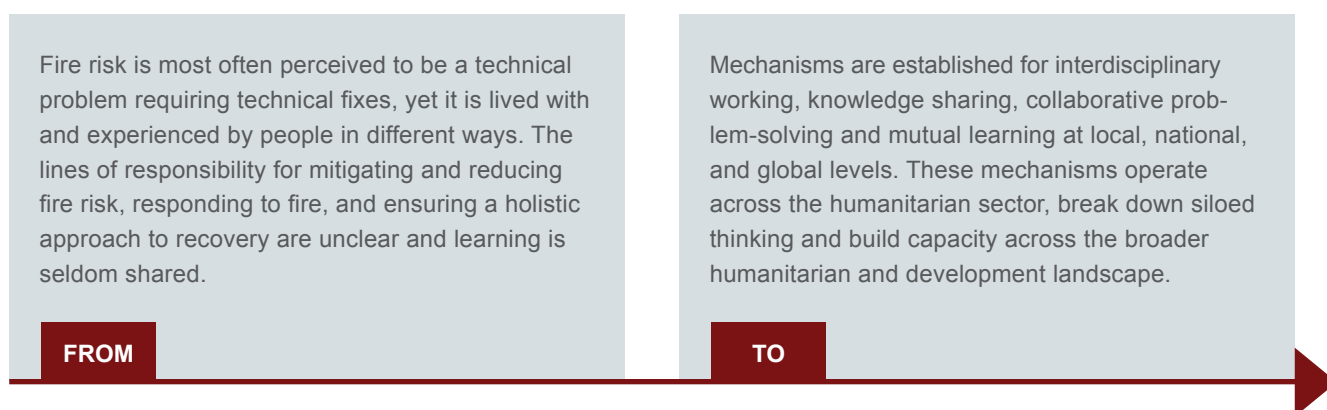 Fire risk is most often perceived to be a technical
problem requiring technical fixes, yet it is lived with
and experienced by people in different ways. The
lines of responsibility for mitigating and reducing
fire risk, responding to fire, and ensuring a holistic
approach to recovery are unclear and learning is
seldom shared.
FROM
Mechanisms are established for interdisciplinary
working, knowledge sharing, collaborative prob-
lem-solving and mutual learning at local, national,
and global levels. These mechanisms operate
across the humanitarian sector, break down siloed
thinking and build capacity across the broader
humanitarian and development landscape.
TO